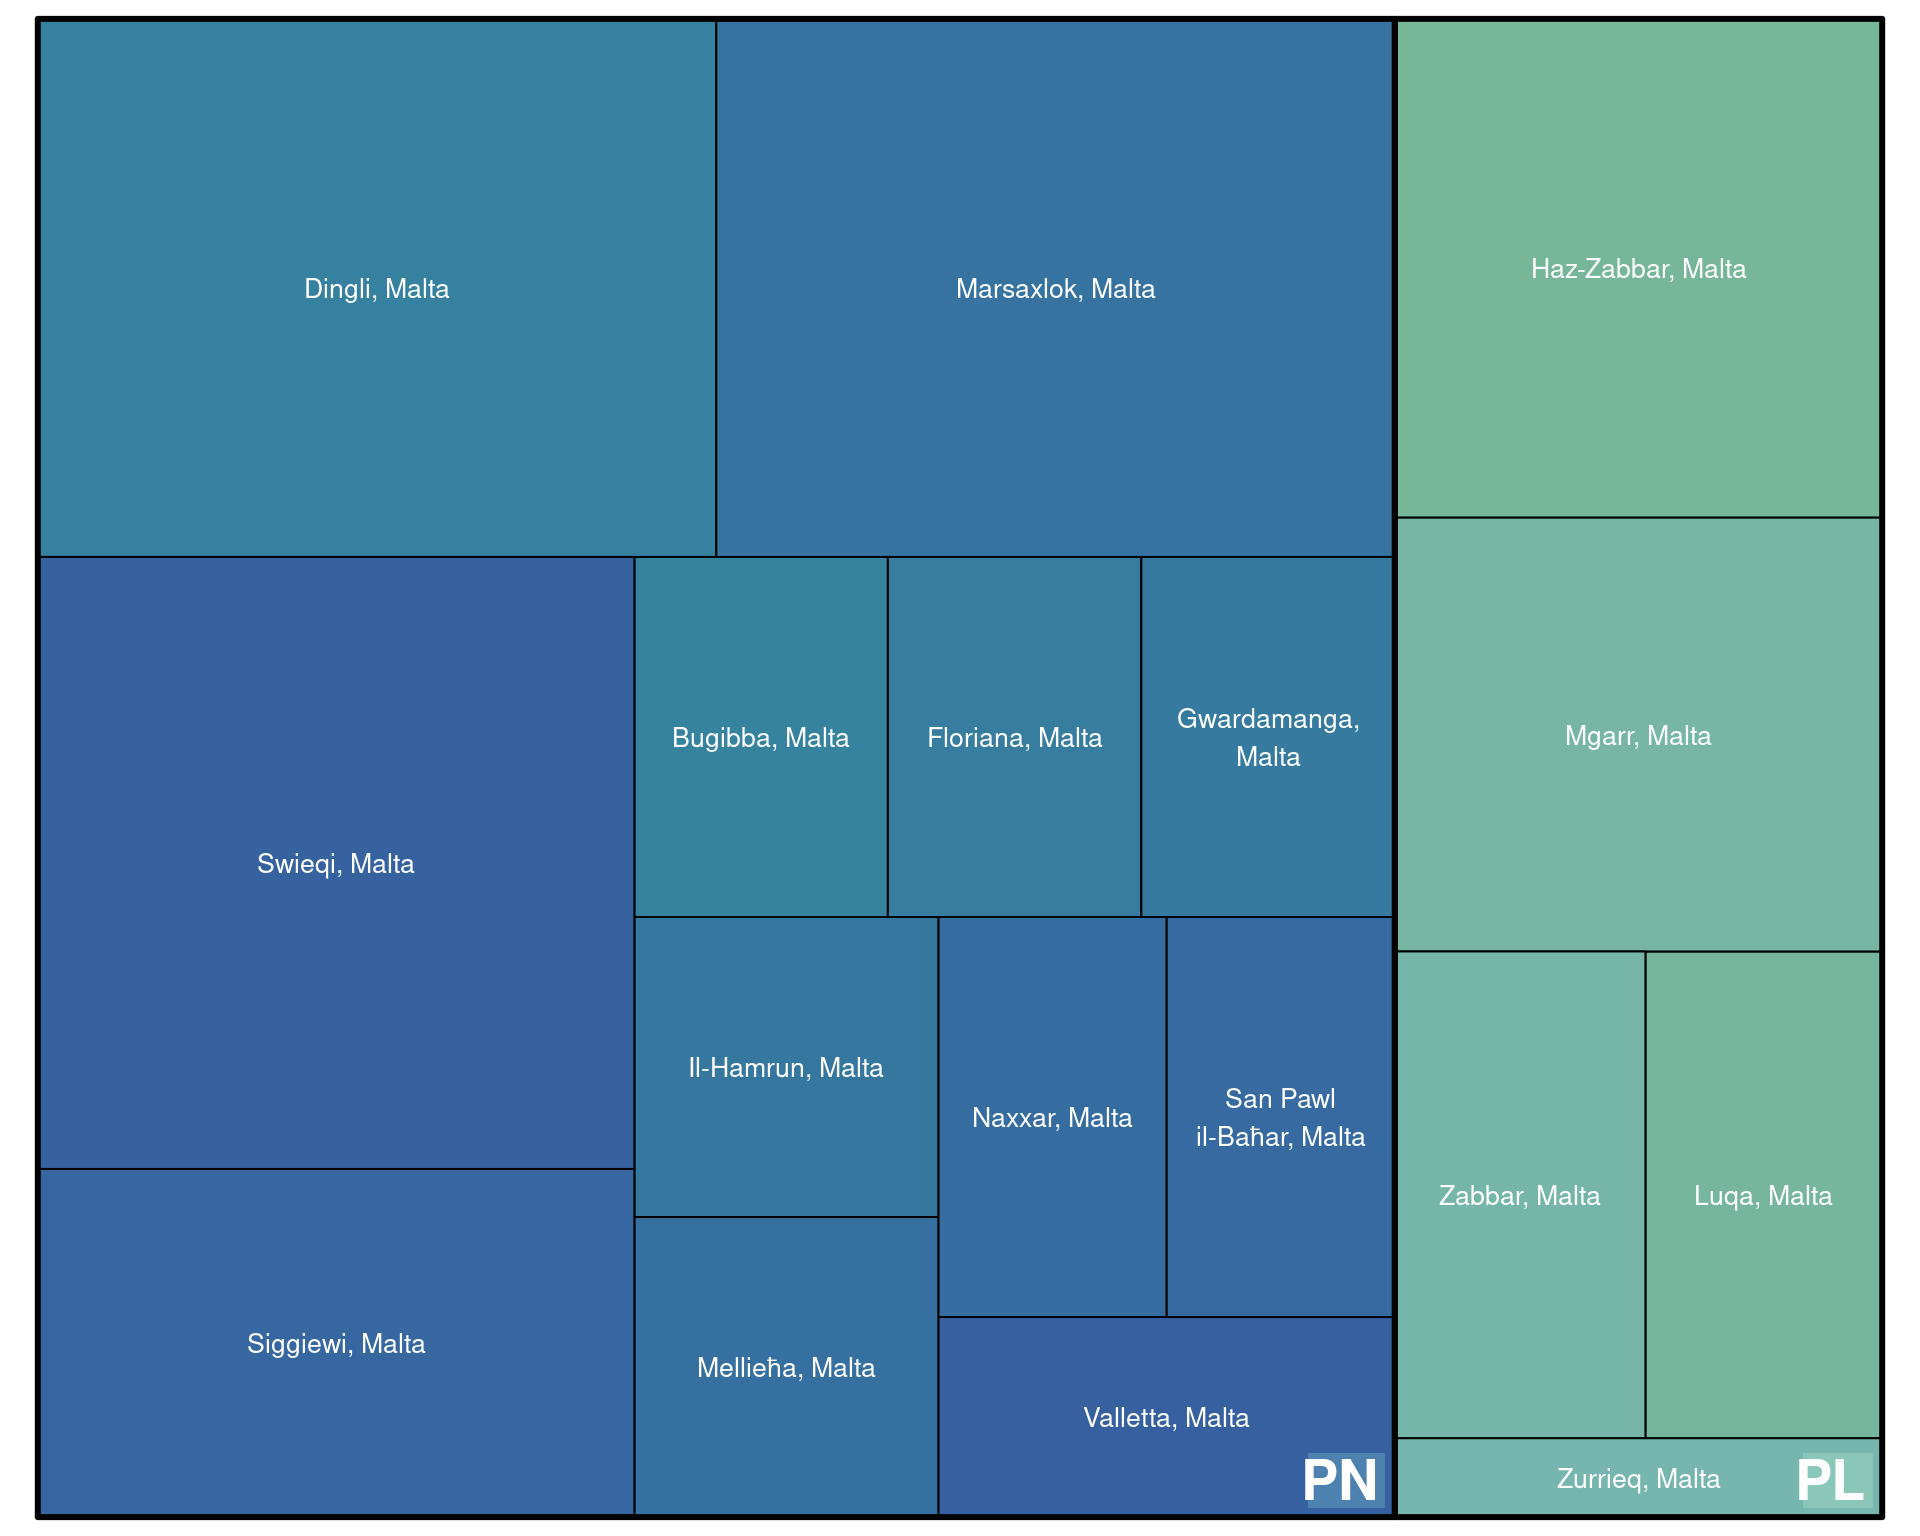 Dingli, Malta
Marsaxlok, Malta
Haz-Zabbar, Malta
Bugibba, Malta
Floriana, Malta
Gwardamanga,
Malta
Mgarr, Malta
Swieqi, Malta
Il-Hamrun, Malta
Naxxar, Malta
San Pawl
il-Baħar, Malta
Zabbar, Malta
Luqa, Malta
Siggiewi, Malta
Mellieħa, Malta
Valletta, Malta
PN
Zurrieq, Malta
PL